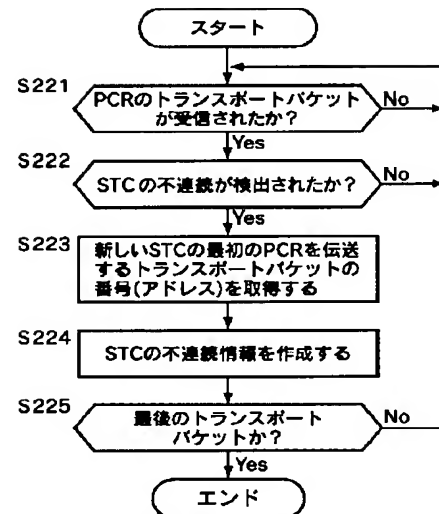 スタート
S221
PCRのトランスポートパケット
が受信されたか？
No
Yes
S222
STCの不連続が検出されたか？
No
Yes
S223
新しいSTCの最初のPCRを伝送
するトランスポートパケットの
番号(アドレス)を取得する
S224
STCの不連続情報を作成する
S225
最後のトランスポート
パケットか？
No
Yes
エンド